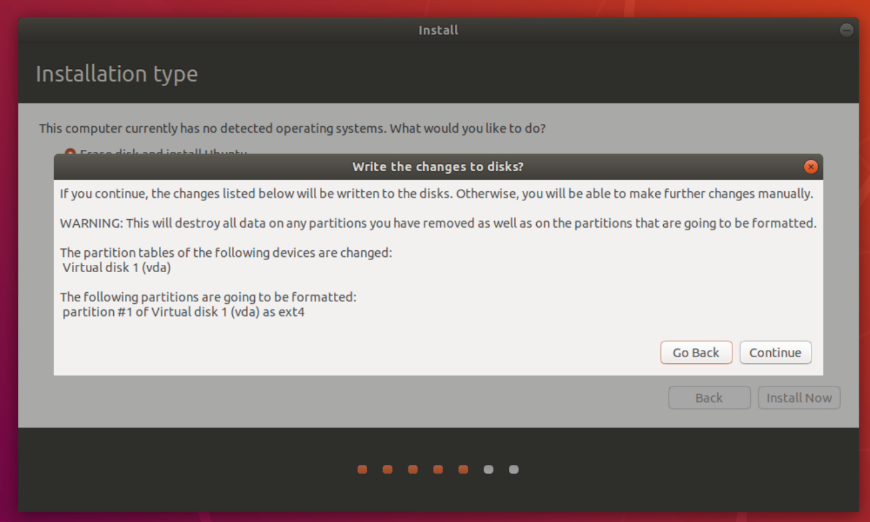 Install
Installation type
This computer currently has no detected operating systems. What would you like to do?
Erase disk and install Ubuntu
Write the changes to disks?
If you continue, the changes listed below will be written to the disks. Otherwise, you will be able to make further changes manually.
WARNING: This will destroy all data on any partitions you have removed as well as on the partitions that are going to be formatted.
The partition tables of the following devices are changed:
Virtual disk 1 (vda)
The following partitions are going to be formatted:
partition #1 of Virtual disk 1 (vda) as ext4
Go Back Continue
Back Install Now